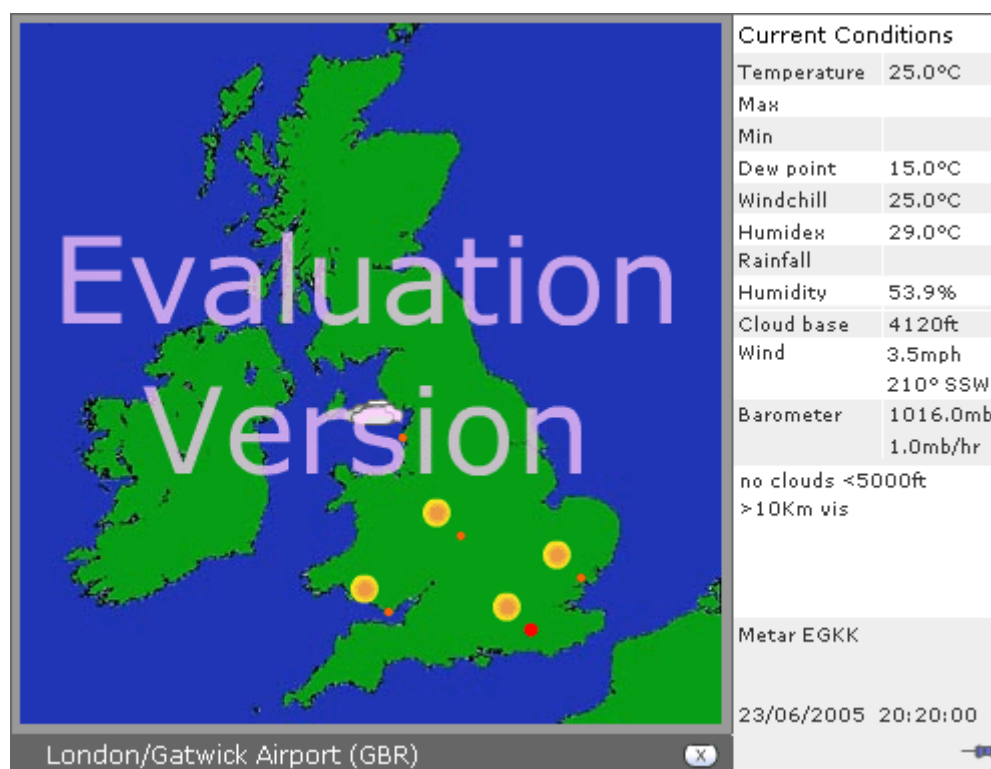 Evaluation
Version
London/Gatwick Airport (GBR)
X
Current Conditions
Temperature 25.0°C
Max
Min
Dew point 15.0°C
Windchill 25.0°C
Humidex 29.0°C
Rainfall
Humidity 53.9%
Cloud base 4120ft
Wind 3.5mph
210° SSW
Barometer 1016.0mb
1.0mb/hr
no clouds <5000ft
>10Km vis
Metar EGKK
23/06/2005 20:20:00